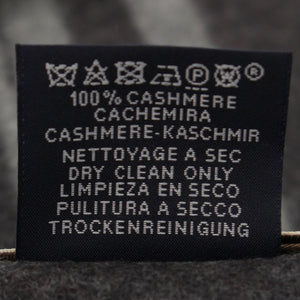 100% CASHMERE
CACHEMIRA
CASHMERE-KASCHMIR
NETTOYAGE A SEC
DRY CLEAN ONLY
LIMPIEZA EN SECO
PULITURA A SECCO
TROCKENREINIGUNG